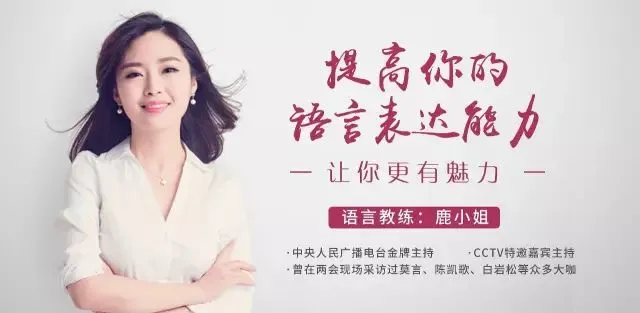 提高你的
语言表达能力
— 让你更有魅力 —
语言教练：鹿小姐
·中央人民广播电台金牌主持 ·CCTV特邀嘉宾主持
·曾在两会现场采访过莫言、陈凯歌、白岩松等众多大咖